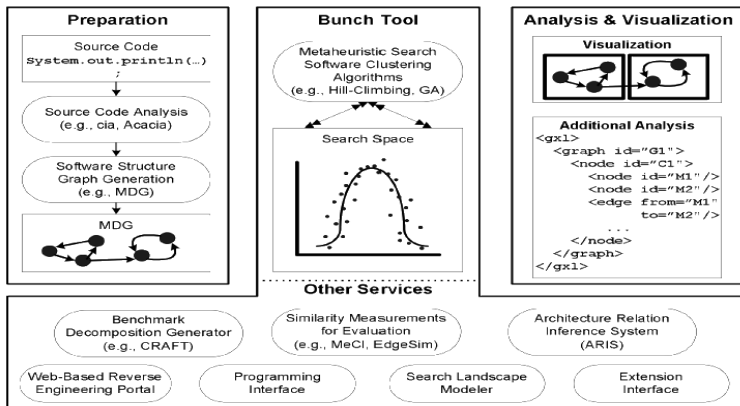 Preparation
Source Code
System.out.println(…)
;
Source Code Analysis
(e.g., cia, Acacia)
Software Structure
Graph Generation
(e.g., MDG)
MDG
Bunch Tool
Metaheuristic Search
Software Clustering
Algorithms
(e.g., Hill-Climbing, GA)
Search Space
Analysis & Visualization
Visualization
Additional Analysis
<gxl>
<graph id="G1">
<node id="C1">
<node id="M1"/>
<node id="M2"/>
<edge from="M1"
to="M2"/>
...
</node>
</graph>
</gxl>
Other Services
Benchmark
Decomposition Generator
(e.g., CRAFT)
Similarity Measurements
for Evaluation
(e.g., MeCl, EdgeSim)
Architecture Relation
Inference System
(ARIS)
Web-Based Reverse
Engineering Portal
Programming
Interface
Search Landscape
Modeler
Extension
Interface